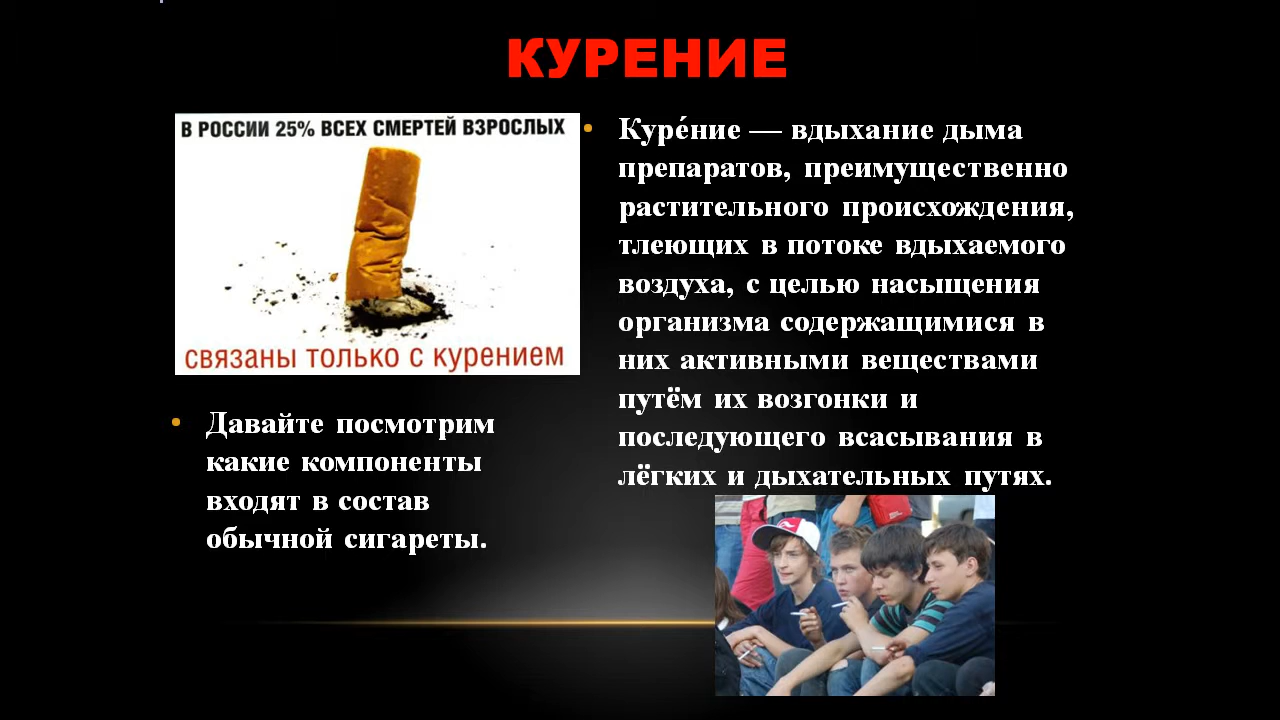 КУРЕНИЕ
В РОССИИ 25% ВСЕХ СМЕРТЕЙ ВЗРОСЛЫХ
связаны только с курением
• Давайте посмотрим
какие компоненты
входят в состав
обычной сигареты.
• Куре́ние — вдыхание дыма
препаратов, преимущественно
растительного происхождения,
тлеющих в потоке вдыхаемого
воздуха, с целью насыщения
организма содержащимися в
них активными веществами
путём их возгонки и
последующего всасывания в
лёгких и дыхательных путях.